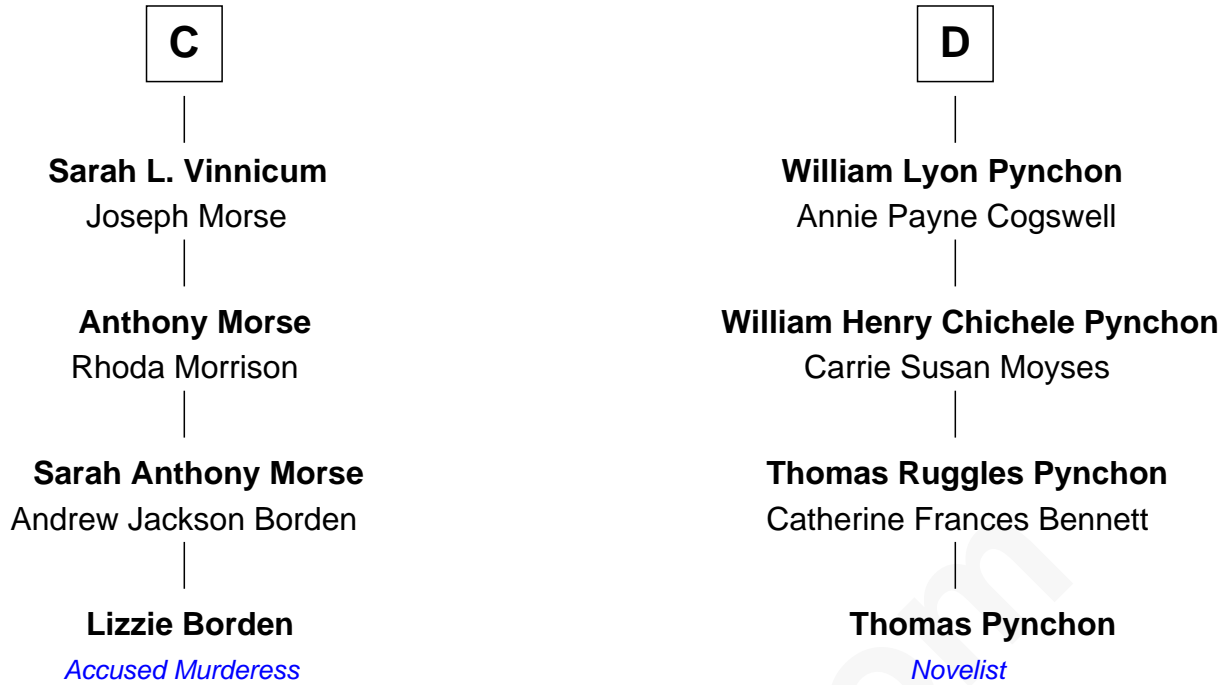 C
Sarah L. Vinnicum
Joseph Morse
Anthony Morse
Rhoda Morrison
Sarah Anthony Morse
Andrew Jackson Borden
Lizzie Borden
Accused Murderess
D
William Lyon Pynchon
Annie Payne Cogswell
William Henry Chichele Pynchon
Carrie Susan Moyses
Thomas Ruggles Pynchon
Catherine Frances Bennett
Thomas Pynchon
Novelist